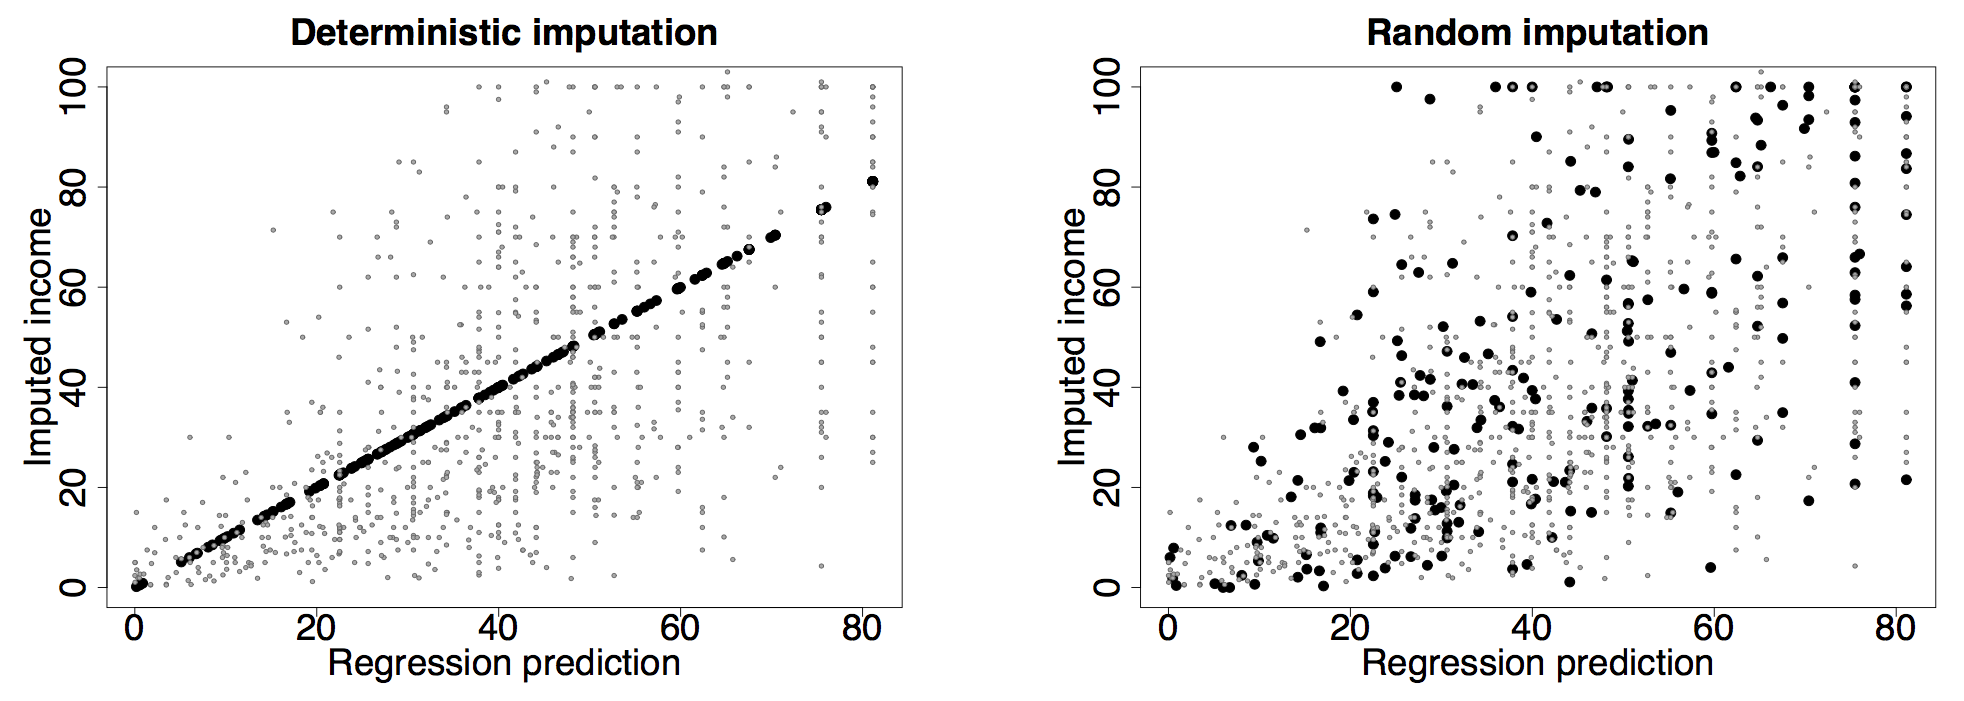 Deterministic imputation
Imputed income
100
80
60
40
20
0
0 20 40 60 80
Regression prediction
Random imputation
Imputed income
100
80
60
40
20
0
0 20 40 60 80
Regression prediction